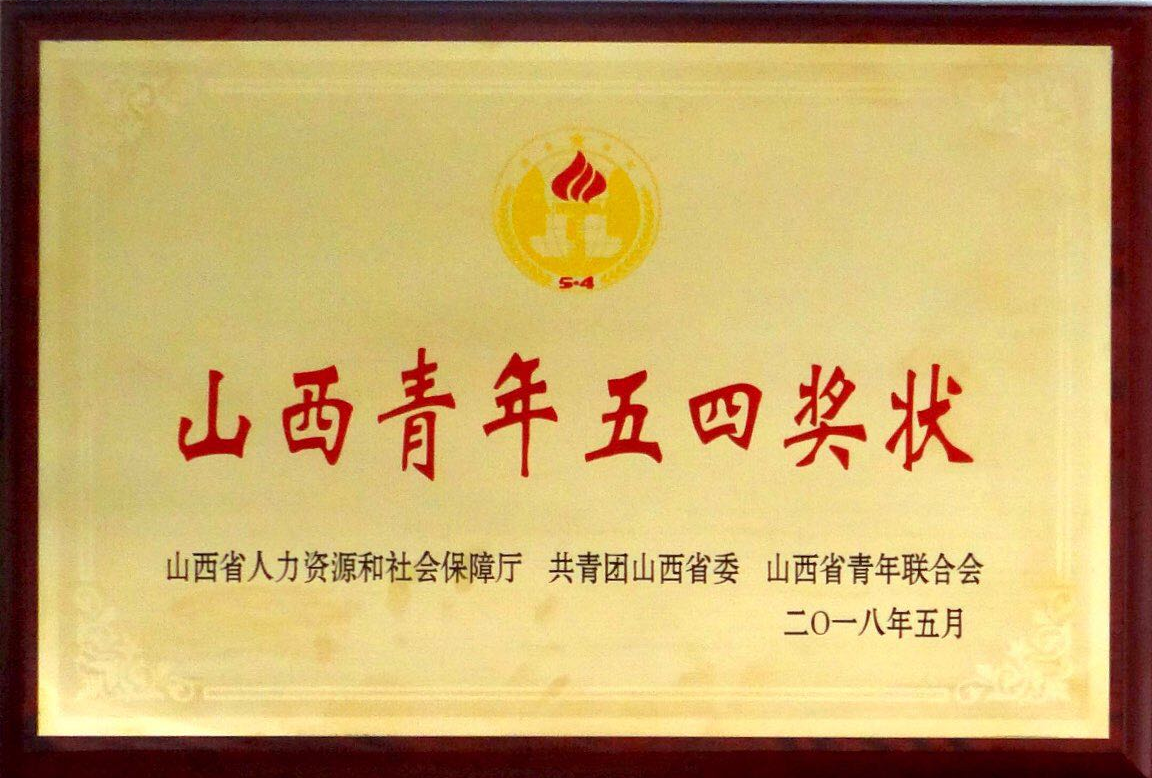 5·4
山西青年五四奖状
山西省人力资源和社会保障厅 共青团山西省委 山西省青年联合会
二〇一八年五月